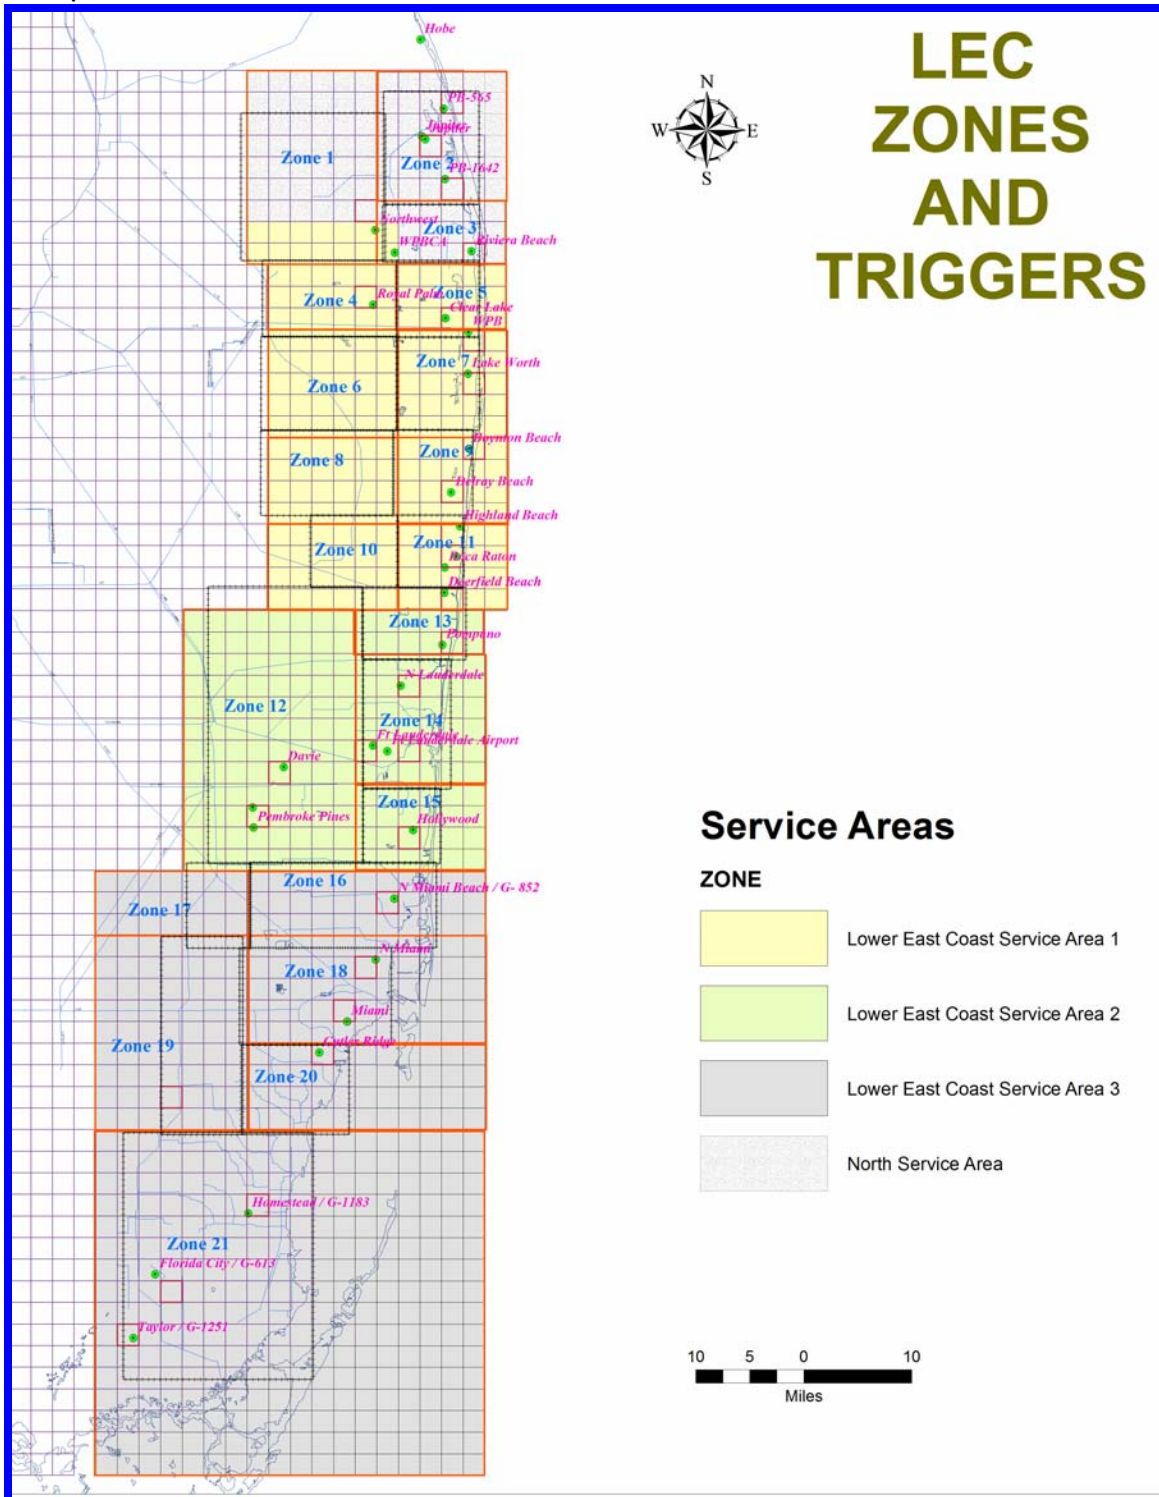 Hobe
LEC
ZONES
AND
TRIGGERS
N
W
E
S
PB-565
Jupiter
Jupiter
Zone 1
Zone 2
PB-1642
Northwest
Zone 3
WPBCA
Riviera Beach
Royal Palm
Zone 5
Zone 4
Clear Lake
WPB
Zone 7
Lake Worth
Zone 6
Boynton Beach
Zone 9
Zone 8
Delray Beach
Highland Beach
Zone 11
Zone 10
Boca Raton
Deerfield Beach
Zone 13
Pompano
N Lauderdale
Zone 12
Zone 14
Ft Lauderdale
Ft Lauderdale Airport
Davie
Zone 15
Pembroke Pines
Hollywood
Zone 16
N Miami Beach / G- 852
Zone 17
N Miami
Zone 18
Miami
Cutler Ridge
Zone 19
Zone 20
Homestead / G-1183
Zone 21
Florida City / G-613
Taylor / G-1251
Service Areas
ZONE
Lower East Coast Service Area 1
Lower East Coast Service Area 2
Lower East Coast Service Area 3
North Service Area
10 5 0 10
Miles